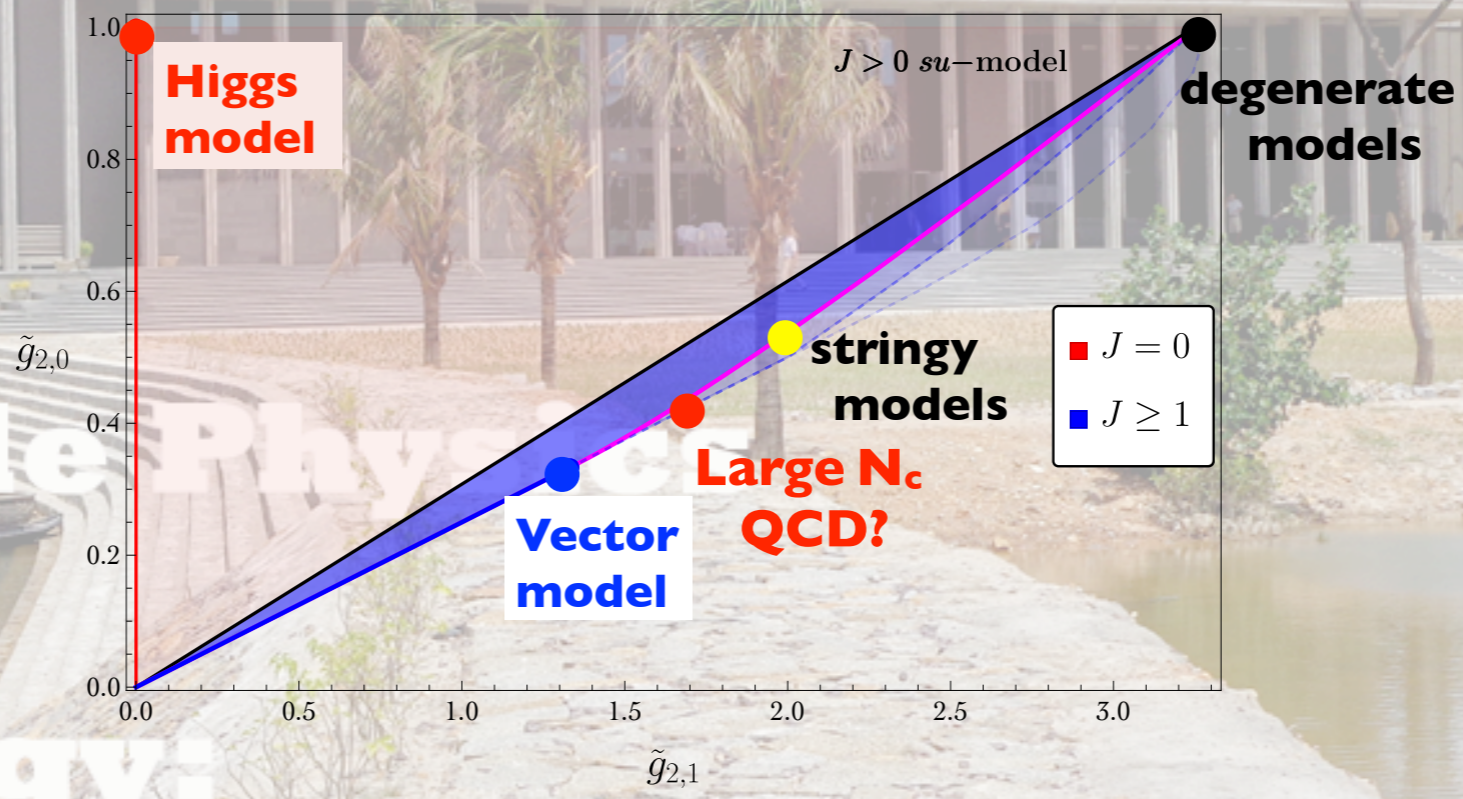 1.0
0.8
0.6
0.4
0.2
0.0
g̃₂,₀
Higgs
model
J > 0 su−model
degenerate
models
stringy
models
J = 0
J ≥ 1
le Physics
Large Nc
QCD?
Vector
model
0.0 0.5 1.0 1.5 2.0 2.5 3.0
g̃₂,₁